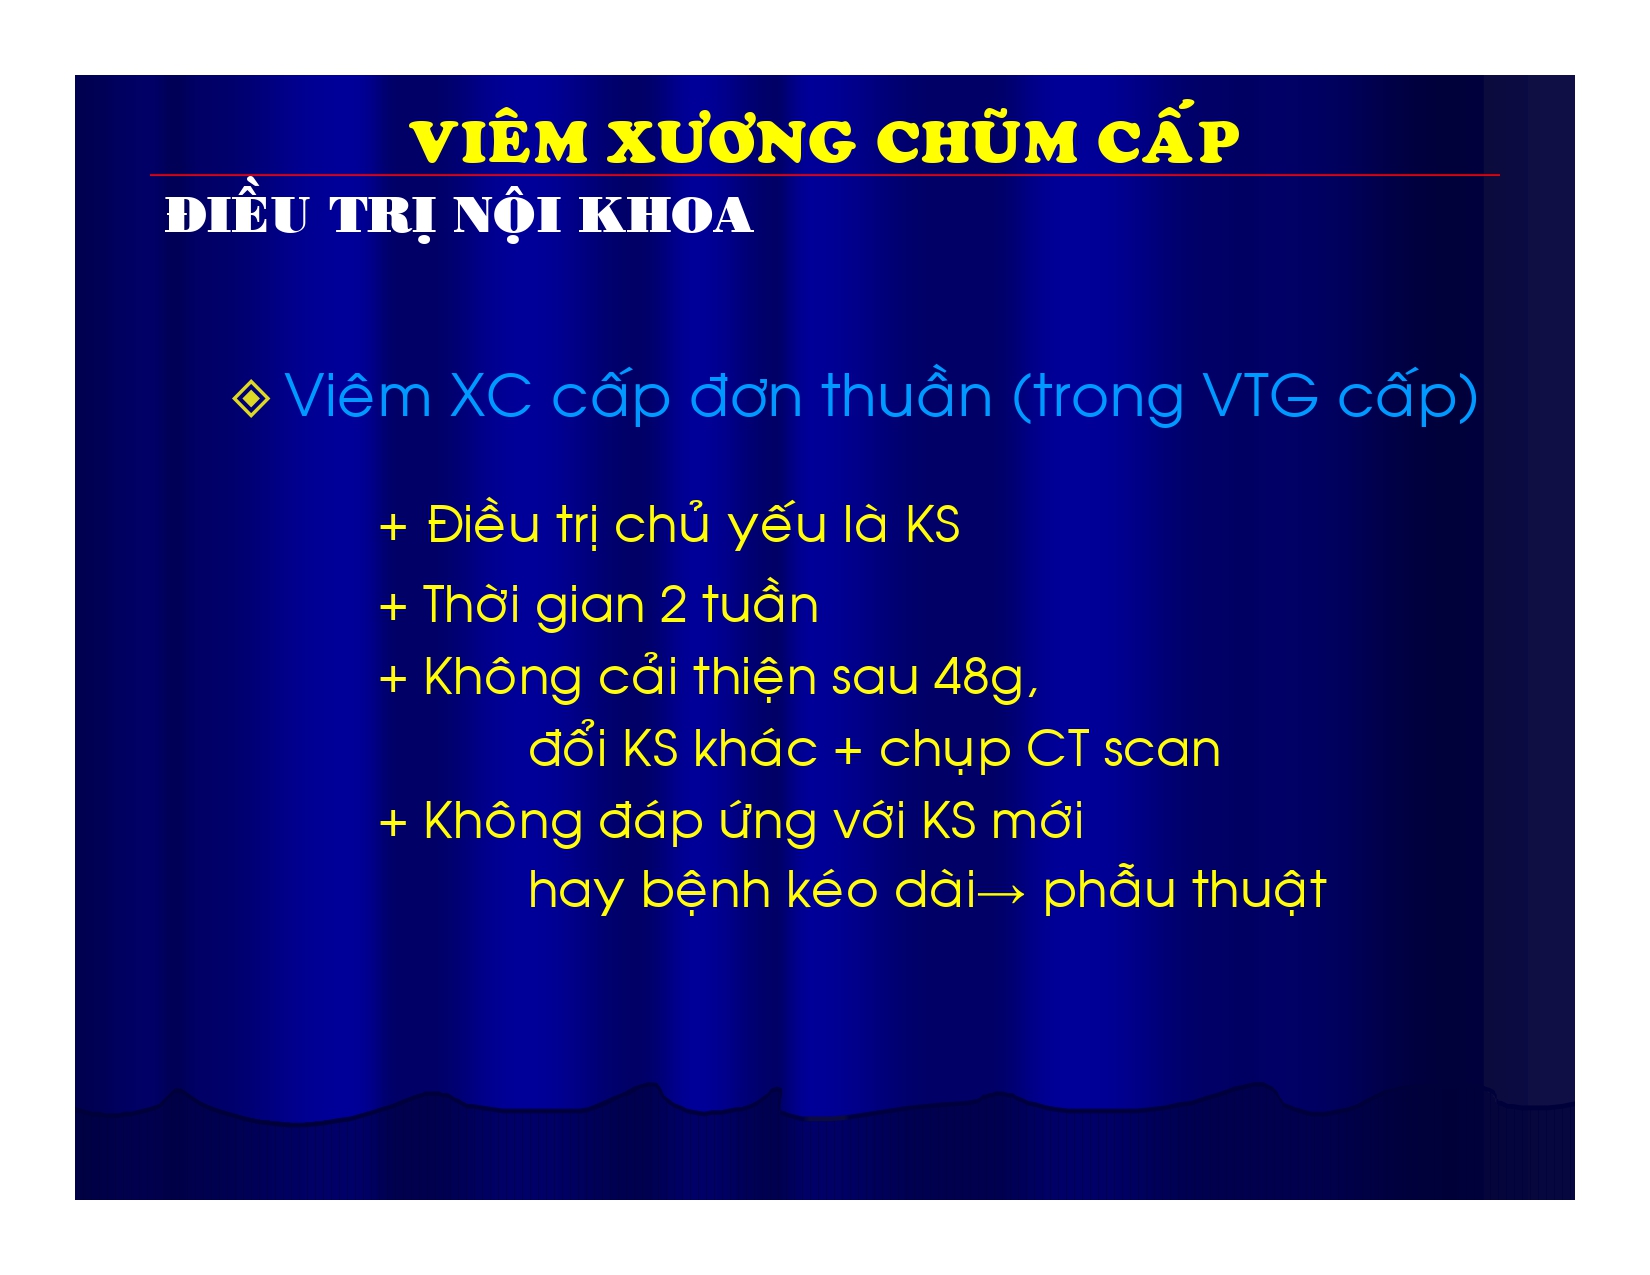 VIÊM XƯƠNG CHŨM CẤP
ĐIỀU TRỊ NỘI KHOA
Viêm XC cấp đơn thuần (trong VTG cấp)
+ Điều trị chủ yếu là KS
+ Thời gian 2 tuần
+ Không cải thiện sau 48g,
đổi KS khác + chụp CT scan
+ Không đáp ứng với KS mới
hay bệnh kéo dài→ phẫu thuật